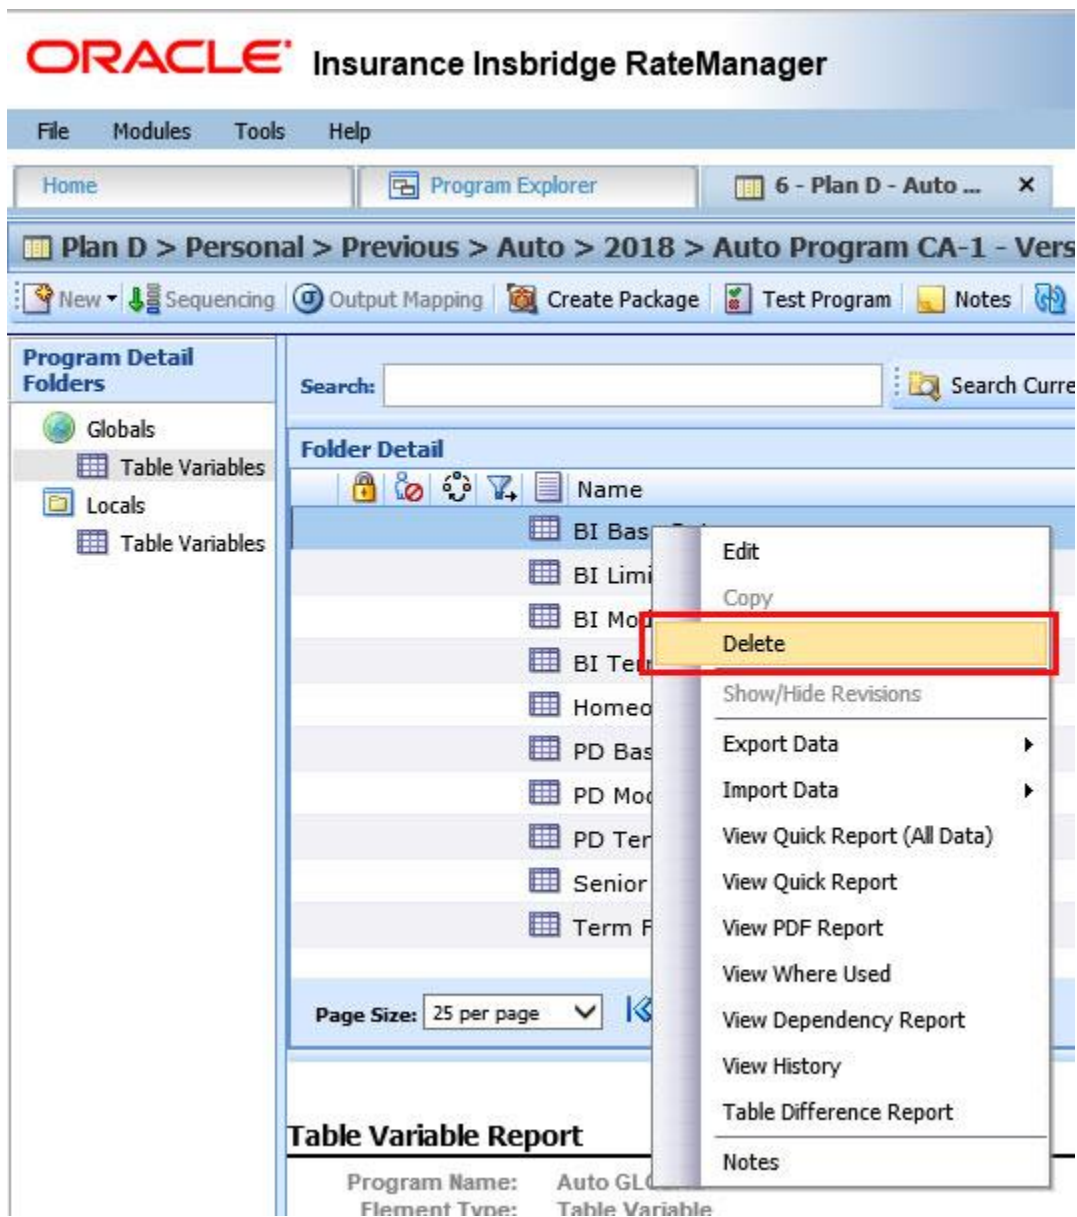 ORACLE Insurance Insbridge RateManager
File Modules Tools Help
Home Program Explorer 6 - Plan D - Auto ... ×
Plan D > Personal > Previous > Auto > 2018 > Auto Program CA-1 - Vers
New Sequencing Output Mapping Create Package Test Program Notes
Program Detail
Folders
Search: Search Curre
Globals
Table Variables
Locals
Table Variables
Folder Detail
Name
BI Bas
BI Limi
BI Mod
BI Ter
Homeo
PD Bas
PD Mod
PD Ter
Senior
Term F
Edit
Copy
Delete
Show/Hide Revisions
Export Data
Import Data
View Quick Report (All Data)
View Quick Report
View PDF Report
View Where Used
View Dependency Report
View History
Table Difference Report
Notes
Page Size: 25 per page
Table Variable Report
Program Name: Auto
Element Type: Table Variable